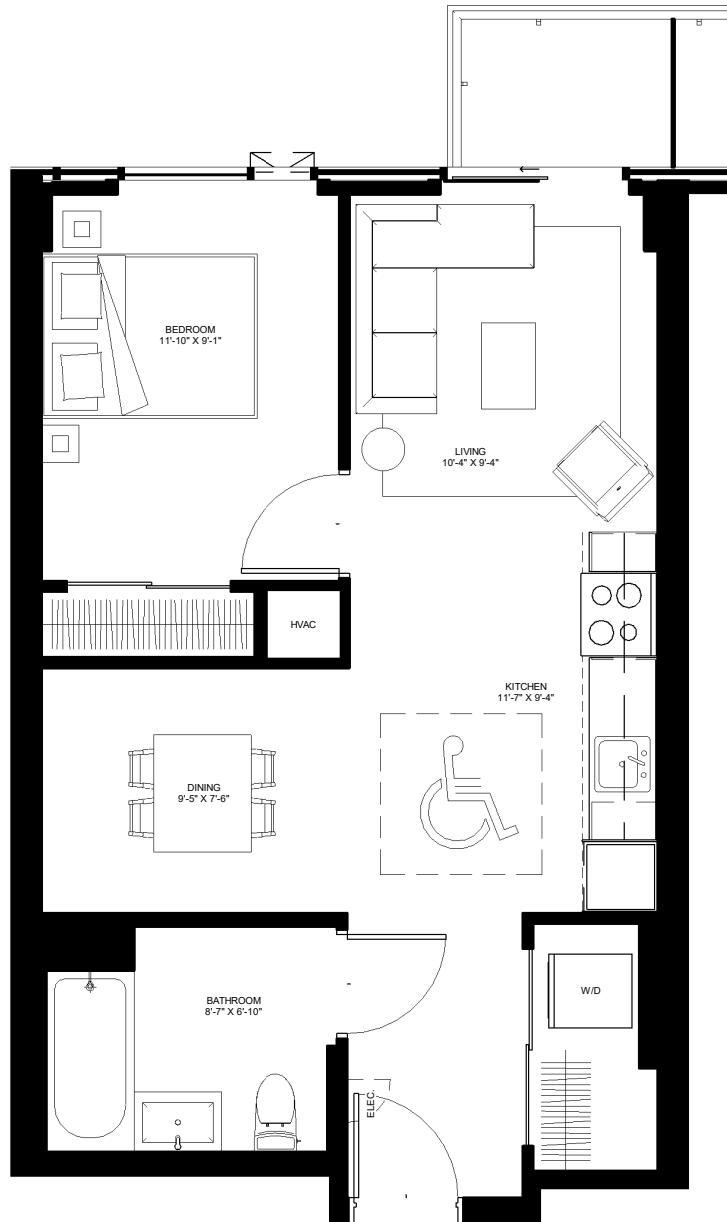 BEDROOM
11'-10" X 9'-1"
LIVING
10'-4" X 9'-4"
HVAC
KITCHEN
11'-7" X 9'-4"
DINING
9'-5" X 7'-6"
BATHROOM
8'-7" X 6'-10"
W/D
ELEC.